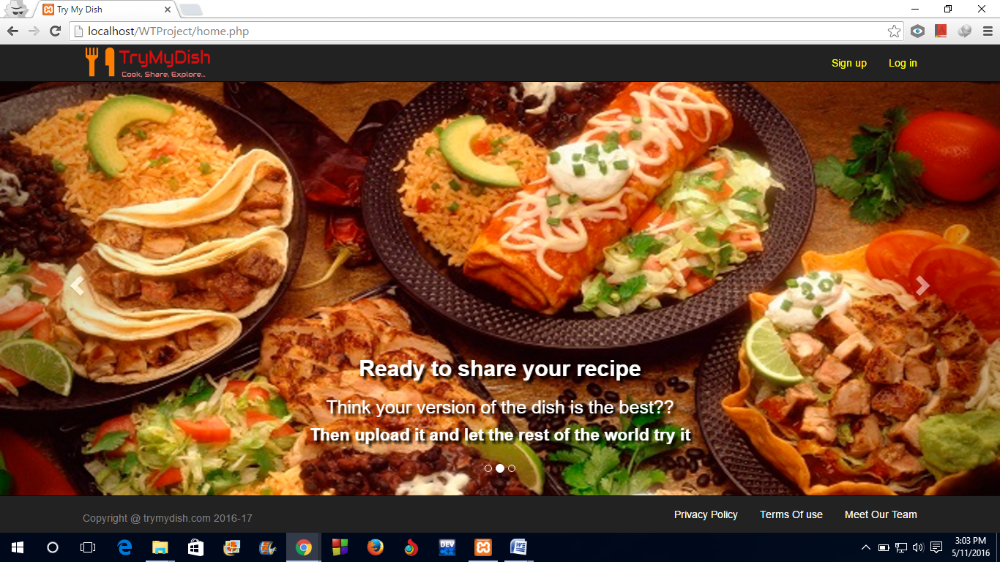 Try My Dish
localhost/WTProject/home.php
TryMyDish
Cook, Share, Explore...
Sign up Log in
Ready to share your recipe
Think your version of the dish is the best??
Then upload it and let the rest of the world try it
Copyright @ trymydish.com 2016-17
Privacy Policy Terms Of use Meet Our Team
DEV
3:03 PM
5/11/2016